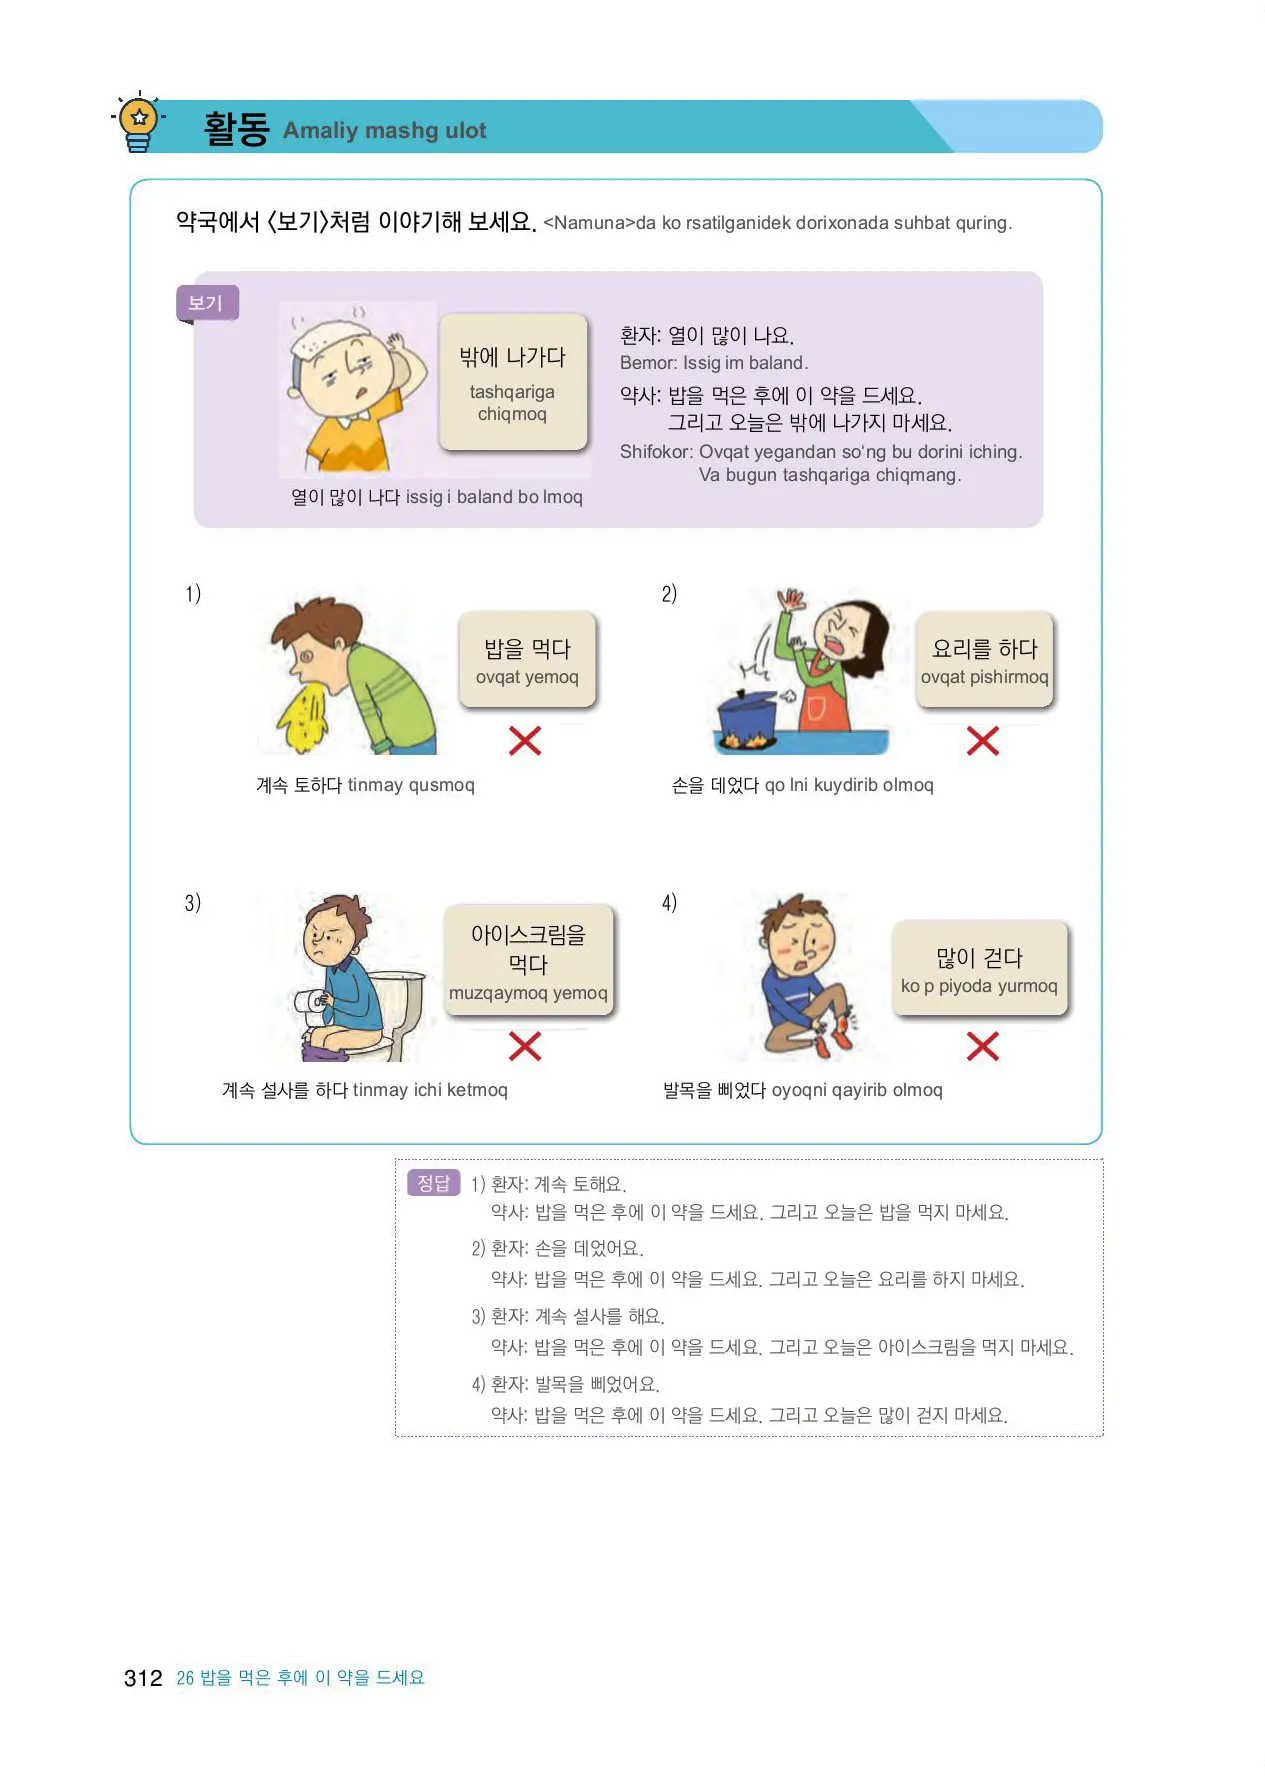 활동 Amaliy mashg ulot
약국에서 <보기>처럼 이야기해 보세요. <Namuna>da ko rsatilganidek dorixonada suhbat quring.
보기
밖에 나가다
tashqariga
chiqmoq
열이 많이 나다 issig i baland bo lmoq
환자: 열이 많이 나요.
Bemor: Issig im baland.
약사: 밥을 먹은 후에 이 약을 드세요.
그리고 오늘은 밖에 나가지 마세요.
Shifokor: Ovqat yegandan so‘ng bu dorini iching.
Va bugun tashqariga chiqmang.
1)
밥을 먹다
ovqat yemoq
계속 토하다 tinmay qusmoq
2)
요리를 하다
ovqat pishirmoq
손을 데었다 qo lni kuydirib olmoq
3)
아이스크림을
먹다
muzqaymoq yemoq
계속 설사를 하다 tinmay ichi ketmoq
4)
많이 걷다
ko p piyoda yurmoq
발목을 삐었다 oyoqni qayirib olmoq
정답 1) 환자: 계속 토해요.
약사: 밥을 먹은 후에 이 약을 드세요. 그리고 오늘은 밥을 먹지 마세요.
2) 환자: 손을 데었어요.
약사: 밥을 먹은 후에 이 약을 드세요. 그리고 오늘은 요리를 하지 마세요.
3) 환자: 계속 설사를 해요.
약사: 밥을 먹은 후에 이 약을 드세요. 그리고 오늘은 아이스크림을 먹지 마세요.
4) 환자: 발목을 삐었어요.
약사: 밥을 먹은 후에 이 약을 드세요. 그리고 오늘은 많이 걷지 마세요.
312 26 밥을 먹은 후에 이 약을 드세요